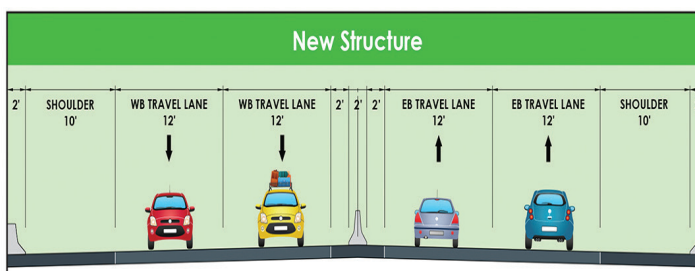 New Structure
2' SHOULDER WB TRAVEL LANE WB TRAVEL LANE 2' 2' 2' EB TRAVEL LANE EB TRAVEL LANE SHOULDER
10' 12' 12' 12' 12' 10'